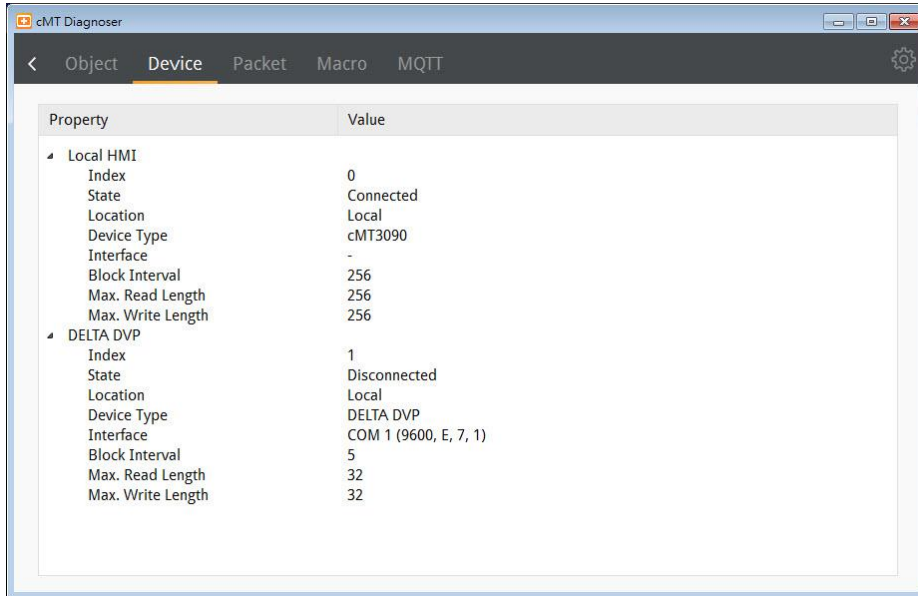 cMT Diagnoser
Object Device Packet Macro MQTT
Property Value
Local HMI
Index 0
State Connected
Location Local
Device Type cMT3090
Interface -
Block Interval 256
Max. Read Length 256
Max. Write Length 256
DELTA DVP
Index 1
State Disconnected
Location Local
Device Type DELTA DVP
Interface COM 1 (9600, E, 7, 1)
Block Interval 5
Max. Read Length 32
Max. Write Length 32